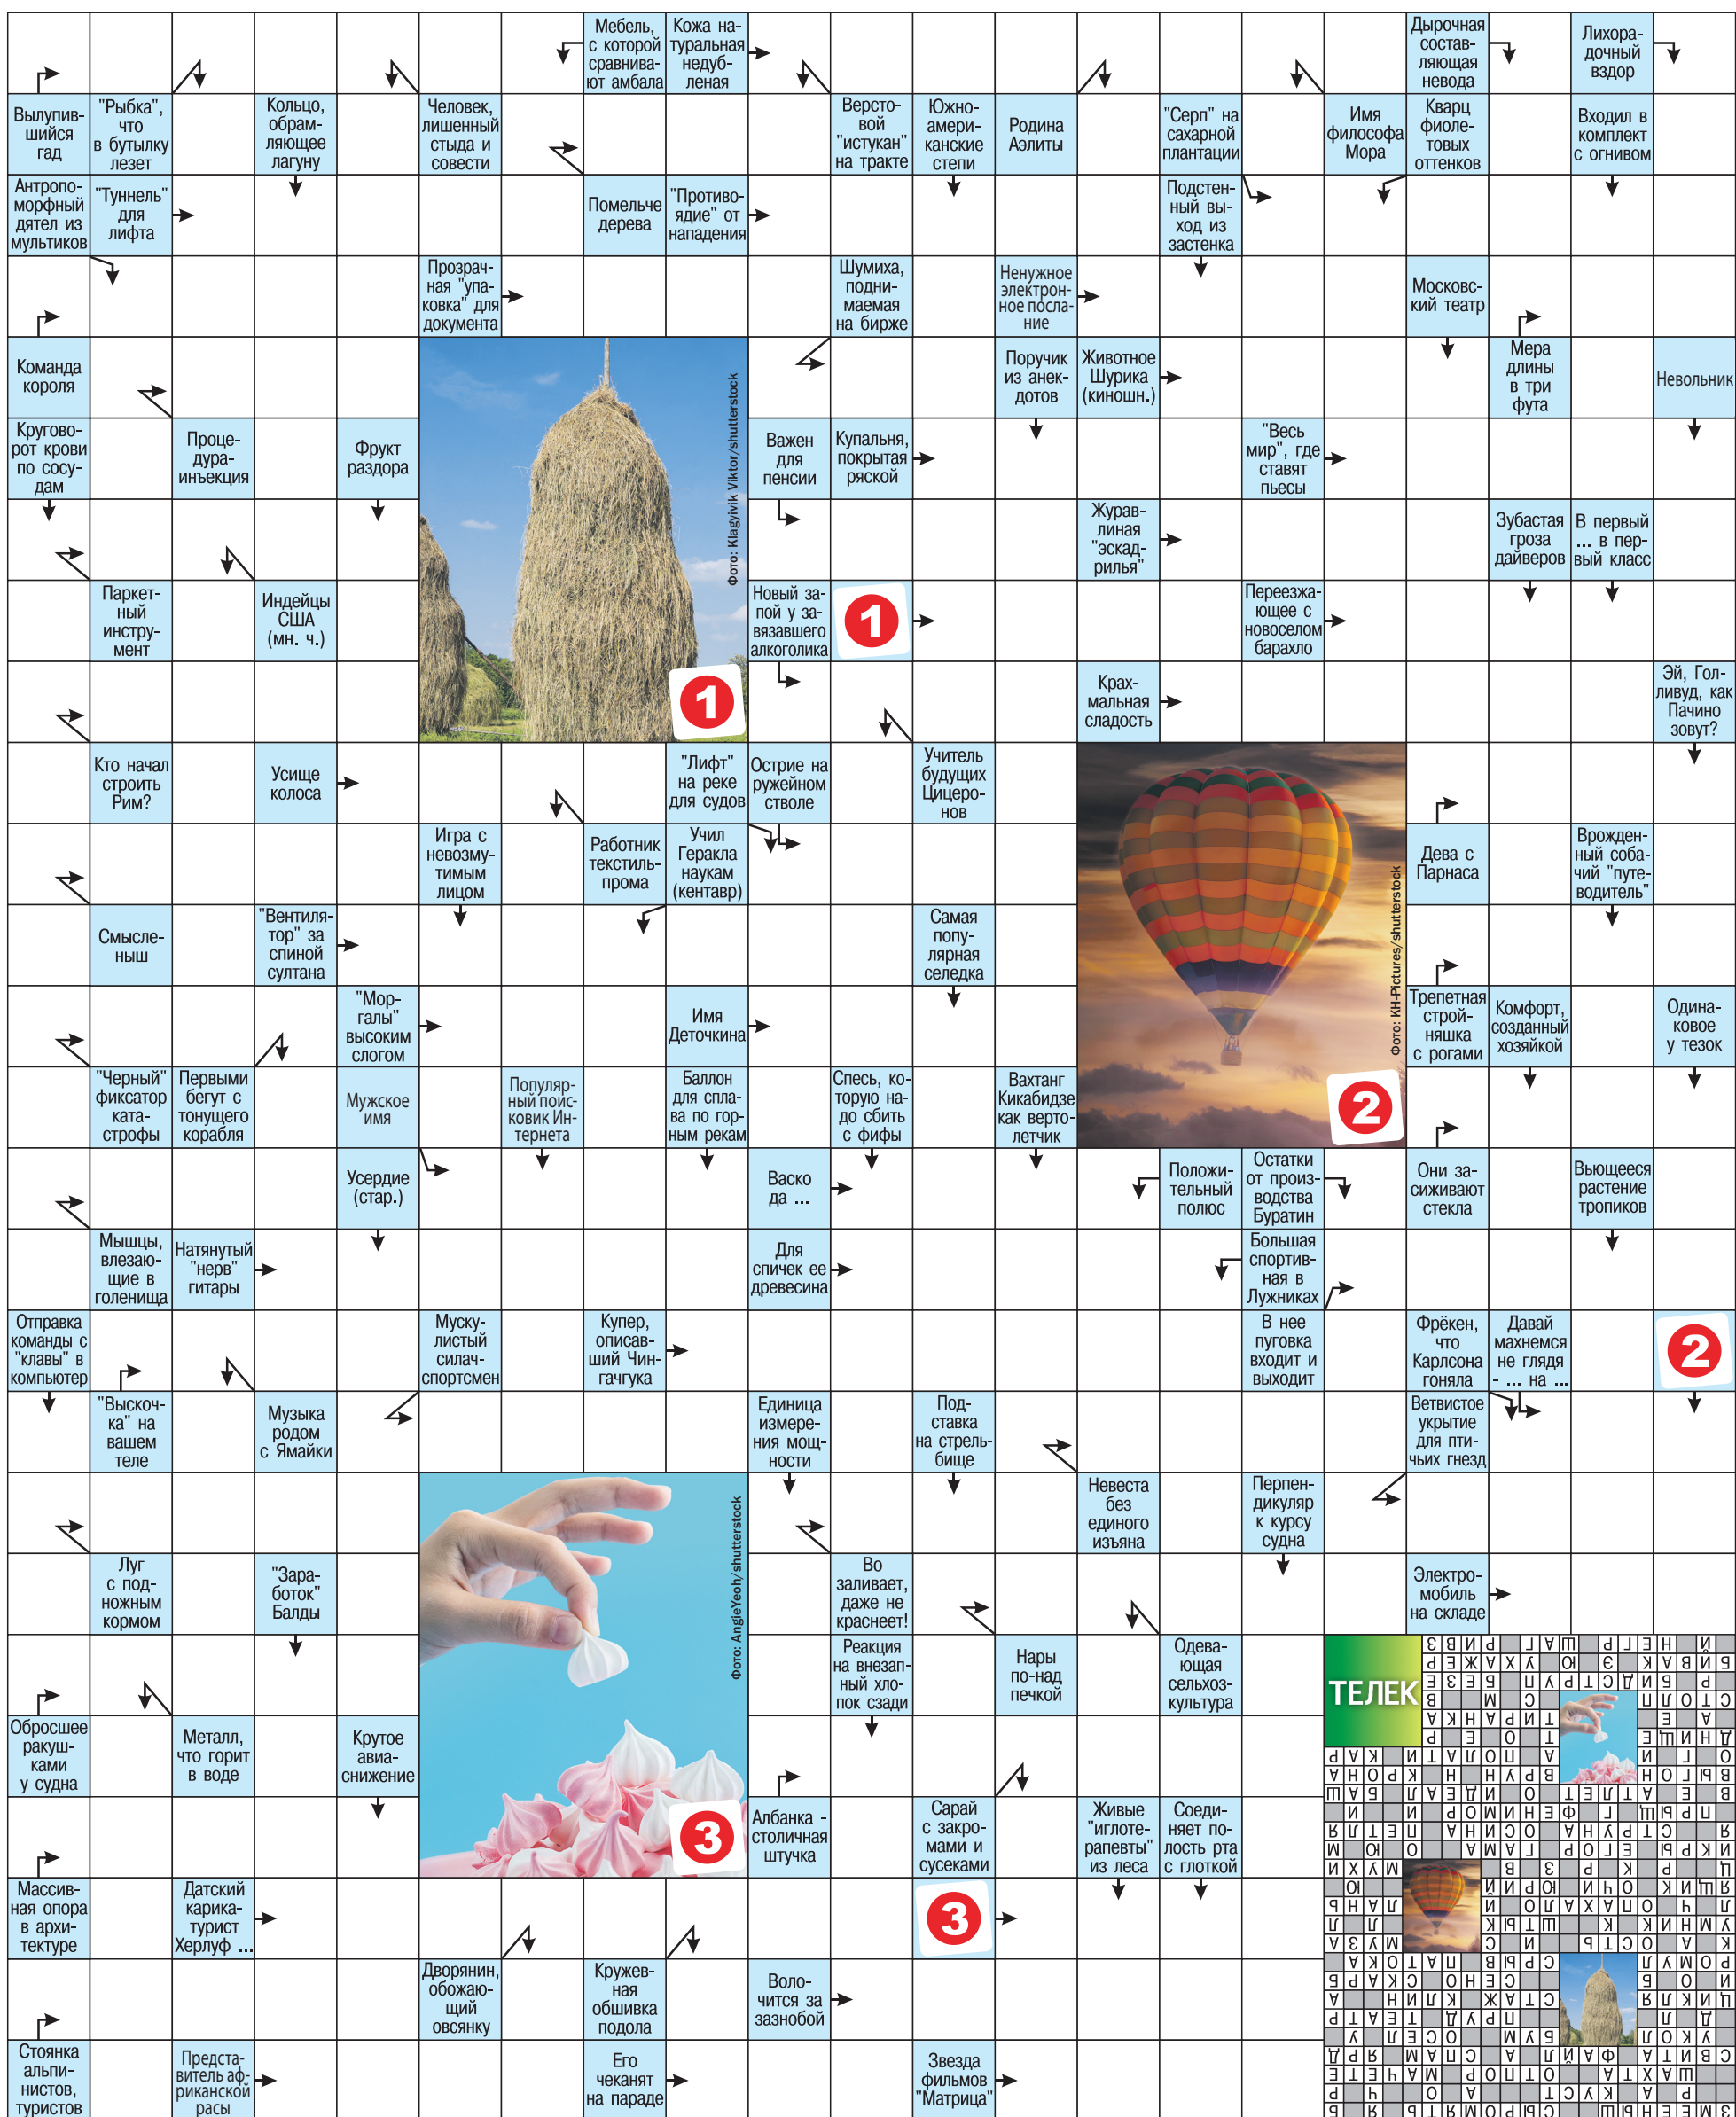 Мебель,
с которой
сравнива-
ют амбала
Кожа на-
туральная
недуб-
леная
Дырочная
состав-
ляющая
невода
Лихора-
дочный
вздор
Вылупив-
шийся
гад
"Рыбка",
что
в бутылку
лезет
Кольцо,
обрам-
ляющее
лагуну
Человек,
лишенный
стыда и
совести
Версто-
вой
"истукан"
на тракте
Южно-
амери-
канские
степи
Родина
Аэлиты
"Серп" на
сахарной
плантации
Имя
философа
Мора
Кварц
фиоле-
товых
оттенков
Входил в
комплект
с огнивом
Антропо-
морфный
дятел из
мультиков
"Туннель"
для
лифта
Помельче
дерева
"Противо-
ядие" от
нападения
Подстен-
ный вы-
ход из
застенка
Прозрач-
ная "упа-
ковка" для
документа
Шумиха,
подни-
маемая
на бирже
Ненужное
электрон-
ное посла-
ние
Московс-
кий театр
Команда
короля
Фото: Klagyivik Viktor/shutterstock
Поручик
из анек-
дотов
Животное
Шурика
(киношн.)
Мера
длины
в три
фута
Невольник
Кругово-
рот крови
по сосу-
дам
Проце-
дура-
инъекция
Фрукт
раздора
Важен
для
пенсии
Купальня,
покрытая
ряской
"Весь
мир", где
ставят
пьесы
Журав-
линая
"эскад-
рилья"
Зубастая
гроза
дайверов
В первый
... в пер-
вый класс
Паркет-
ный
инстру-
мент
Индейцы
США
(мн. ч.)
1
Новый за-
пой у за-
вязавшего
алкоголика
1
Переезжа-
ющее с
новоселом
барахло
Крах-
мальная
сладость
Эй, Гол-
ливуд, как
Пачино
зовут?
Кто начал
строить
Рим?
Усище
колоса
"Лифт"
на реке
для судов
Острие на
ружейном
стволе
Учитель
будущих
Цицеро-
нов
Игра с
невозму-
тимым
лицом
Работник
текстиль-
прома
Учил
Геракла
наукам
(кентавр)
Фото: KH-Pictures/shutterstock
Дева с
Парнаса
Врожден-
ный соба-
чий "путе-
водитель"
Смысле-
ныш
"Вентиля-
тор" за
спиной
султана
Самая
попу-
лярная
селедка
"Мор-
галы"
высоким
слогом
Имя
Деточкина
Трепетная
строй-
няшка
с рогами
Комфорт,
созданный
хозяйкой
Одина-
ковое
у тезок
"Черный"
фиксатор
ката-
строфы
Первыми
бегут с
тонущего
корабля
Мужское
имя
Популяр-
ный поис-
ковик Ин-
тернета
Баллон
для спла-
ва по гор-
ным рекам
Спесь, ко-
торую на-
до сбить
с фифы
Вахтанг
Кикабидзе
как верто-
летчик
2
Усердие
(стар.)
Васко
да ...
Положи-
тельный
полюс
Остатки
от произ-
водства
Буратин
Они за-
сиживают
стекла
Вьющееся
растение
тропиков
Мышцы,
влезаю-
щие в
голенища
Натянутый
"нерв"
гитары
Для
спичек ее
древесина
Большая
спортив-
ная в
Лужниках
Отправка
команды с
"клавы" в
компьютер
Муску-
листый
силач-
спортсмен
Купер,
описав-
ший Чин-
гачгука
В нее
пуговка
входит и
выходит
Фрёкен,
что
Карлсона
гоняла
Давай
махнемся
не глядя
- ... на ...
2
"Выскоч-
ка" на
вашем
теле
Музыка
родом
с Ямайки
Единица
измере-
ния мощ-
ности
Под-
ставка
на стрель-
бище
Ветвистое
укрытие
для пти-
чьих гнезд
Фото: AngieYeoh/shutterstock
Невеста
без
единого
изъяна
Перпен-
дикуляр
к курсу
судна
Луг
с под-
ножным
кормом
"Зара-
боток"
Балды
Во
заливает,
даже не
краснеет!
Электро-
мобиль
на складе
Реакция
на внезап-
ный хло-
пок сзади
Нары
по-над
печкой
Одева-
ющая
сельхоз-
культура
ТЕЛЕК
Обросшее
ракуш-
ками
у судна
Металл,
что горит
в воде
Крутое
авиа-
снижение
3
Албанка -
столичная
штучка
Сарай
с закро-
мами и
сусеками
Живые
"иглоте-
рапевты"
из леса
Соеди-
няет по-
лость рта
с глоткой
Массив-
ная опора
в архи-
тектуре
Датский
карика-
турист
Херлуф ...
3
Дворянин,
обожаю-
щий
овсянку
Кружев-
ная
обшивка
подола
Воло-
чится за
зазнобой
Стоянка
альпи-
нистов,
туристов
Предста-
витель аф-
риканской
расы
Его
чеканят
на параде
Звезда
фильмов
"Матрица"